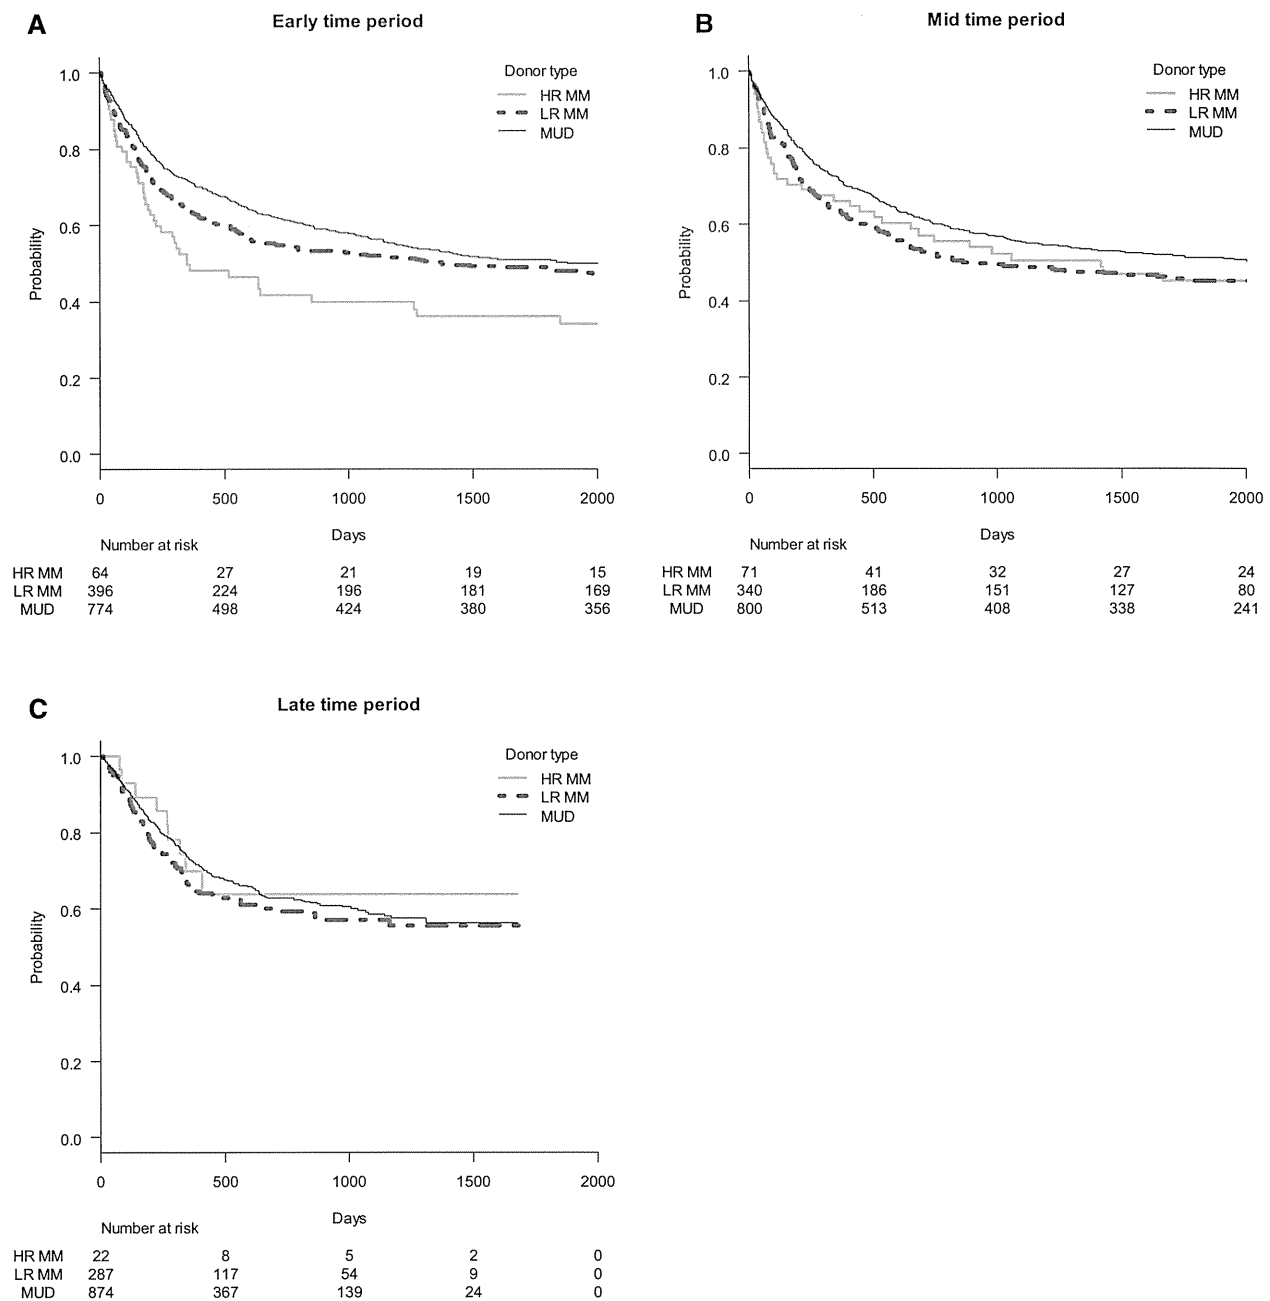 A
Early time period
Donor type
HR MM
LR MM
MUD
1.0
0.8
0.6
0.4
0.2
0.0
Probability
0 500 1000 1500 2000
Days
Number at risk
HR MM 64 27 21 19 15
LR MM 396 224 196 181 169
MUD 774 498 424 380 356
B
Mid time period
Donor type
HR MM
LR MM
MUD
1.0
0.8
0.6
0.4
0.2
0.0
Probability
0 500 1000 1500 2000
Days
Number at risk
HR MM 71 41 32 27 24
LR MM 340 186 151 127 80
MUD 800 513 408 338 241
C
Late time period
Donor type
HR MM
LR MM
MUD
1.0
0.8
0.6
0.4
0.2
0.0
Probability
0 500 1000 1500 2000
Days
Number at risk
HR MM 22 8 5 2 0
LR MM 287 117 54 9 0
MUD 874 367 139 24 0